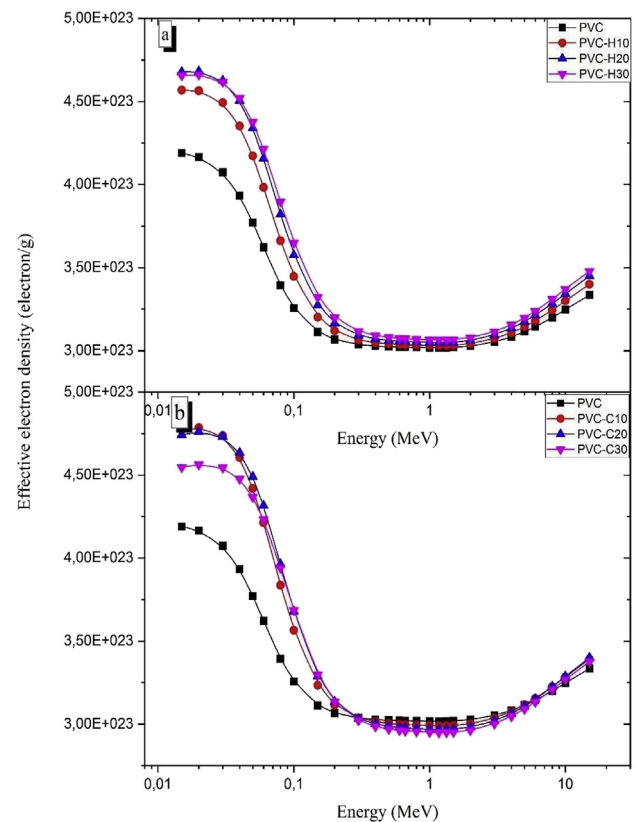 5,00E+023
a
PVC
PVC-H10
PVC-H20
PVC-H30
4,50E+023
4,00E+023
3,50E+023
3,00E+023
5,00E+023
0,01
0,1
1
10
Energy (MeV)
Effective electron density (electron/g)
b
PVC
PVC-C10
PVC-C20
PVC-C30
4,50E+023
4,00E+023
3,50E+023
3,00E+023
0,01
0,1
1
10
Energy (MeV)